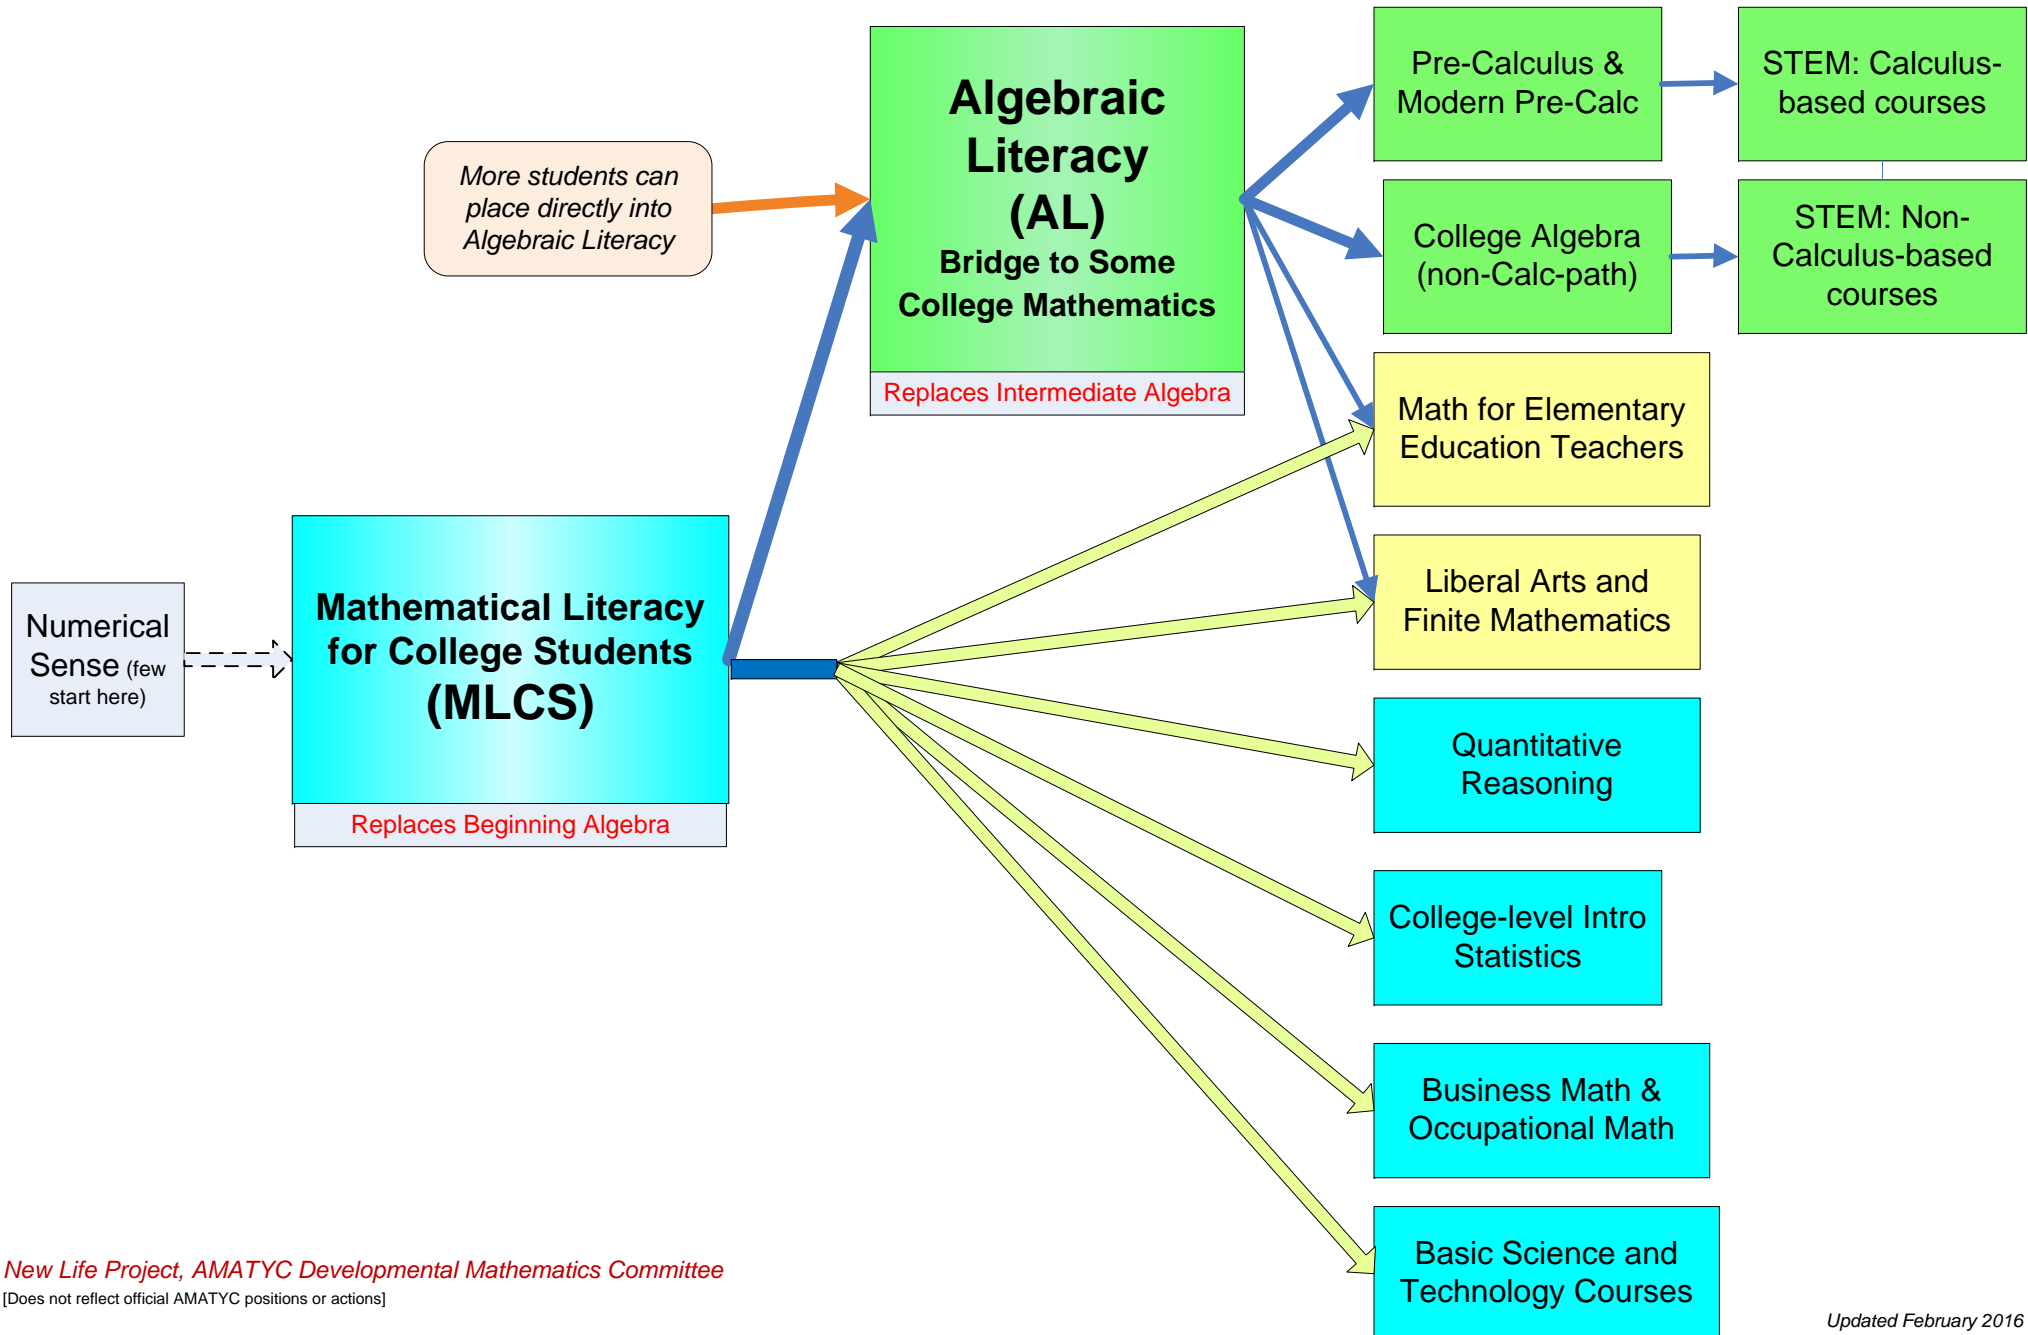 Algebraic
Literacy
(AL)
Bridge to Some
College Mathematics
Replaces Intermediate Algebra
More students can
place directly into
Algebraic Literacy
Pre-Calculus &
Modern Pre-Calc
STEM: Calculus-
based courses
College Algebra
(non-Calc-path)
STEM: Non-
Calculus-based
courses
Math for Elementary
Education Teachers
Numerical
Sense (few
start here)
Mathematical Literacy
for College Students
(MLCS)
Replaces Beginning Algebra
Liberal Arts and
Finite Mathematics
Quantitative
Reasoning
College-level Intro
Statistics
Business Math &
Occupational Math
Basic Science and
Technology Courses
New Life Project, AMATYC Developmental Mathematics Committee
[Does not reflect official AMATYC positions or actions]
Updated February 2016